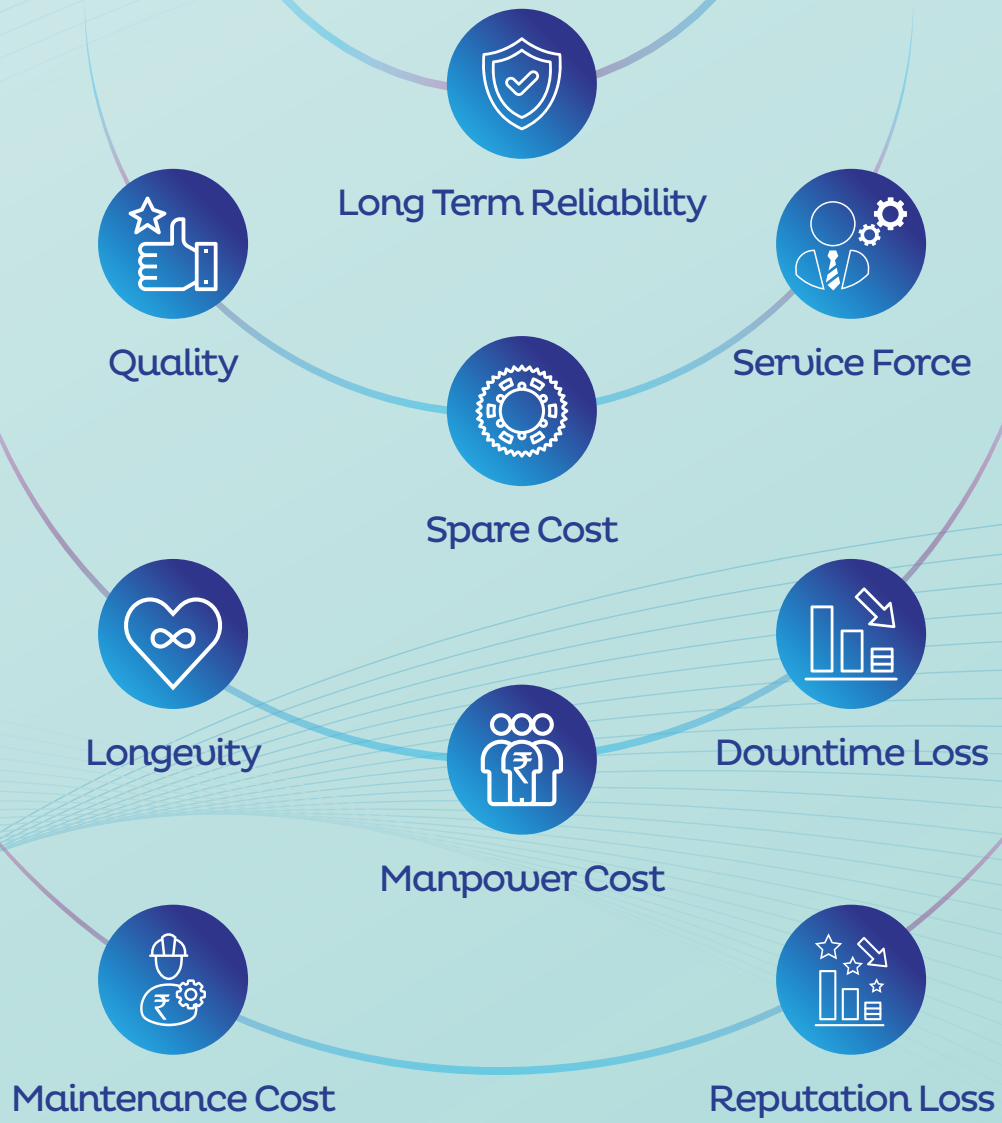 Long Term Reliability
Quality
Service Force
Spare Cost
Longevity
Downtime Loss
₹
Manpower Cost
₹
Maintenance Cost
Reputation Loss